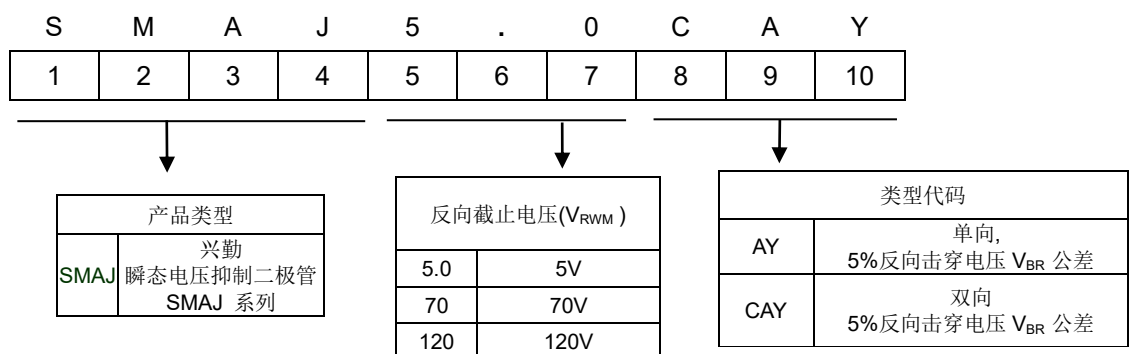 S M A J 5 . 0 C A Y
1 2 3 4 5 6 7 8 9 10
产品类型
SMAJ
兴勤
瞬态电压抑制二极管
SMAJ 系列
反向截止电压(VRWM )
5.0 5V
70 70V
120 120V
类型代码
AY
单向,
5%反向击穿电压 VBR 公差
CAY
双向
5%反向击穿电压 VBR 公差